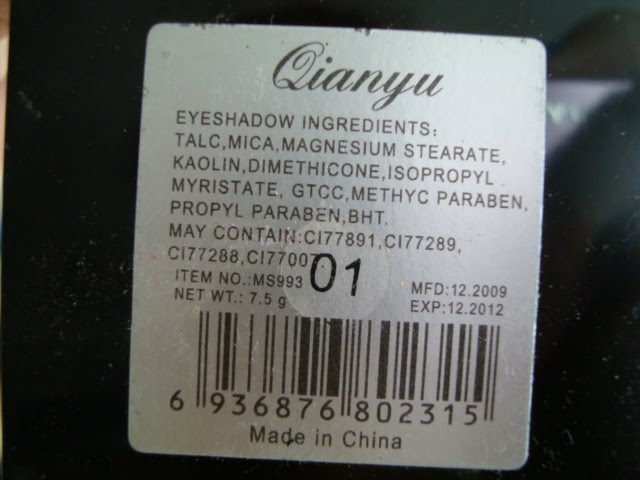 Qianyu
EYESHADOW INGREDIENTS:
TALC,MICA,MAGNESIUM STEARATE,
KAOLIN,DIMETHICONE,ISOPROPYL
MYRISTATE, GTCC,METHYC PARABEN,
PROPYL PARABEN,BHT.
MAY CONTAIN:CI77891,CI77289,
CI77288,CI7700
ITEM NO.:MS993 01 MFD:12.2009
NET WT.: 7.5 g EXP:12.2012
6 936876 802315
Made in China